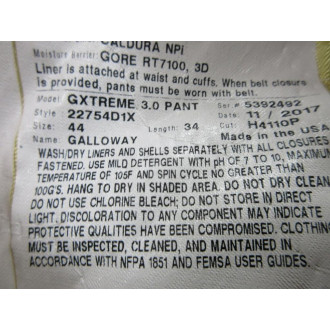 CALDURA NPi
Moisture Barrier: GORE RT7100, 3D
Liner is attached at waist and cuffs. When belt closure
is provided, pants must be worn with belt.
Model: GXTREME 3.0 PANT Ser#: 5392492
Style: 22754D1X Date: 11 / 2017
Size: 44 Length: 34 Cut: H4110P
Name: GALLOWAY Made in the USA
WASH/DRY LINERS AND SHELLS SEPARATELY WITH ALL CLOSURES
FASTENED. USE MILD DETERGENT WITH pH OF 7 TO 10, MAXIMUM
TEMPERATURE OF 105F AND SPIN CYCLE NO GREATER THAN
100G'S. HANG TO DRY IN SHADED AREA. DO NOT DRY CLEAN.
DO NOT USE CHLORINE BLEACH; DO NOT STORE IN DIRECT
LIGHT. DISCOLORATION TO ANY COMPONENT MAY INDICATE
PROTECTIVE QUALITIES HAVE BEEN COMPROMISED. CLOTHING
MUST BE INSPECTED, CLEANED, AND MAINTAINED IN
ACCORDANCE WITH NFPA 1851 AND FEMSA USER GUIDES.